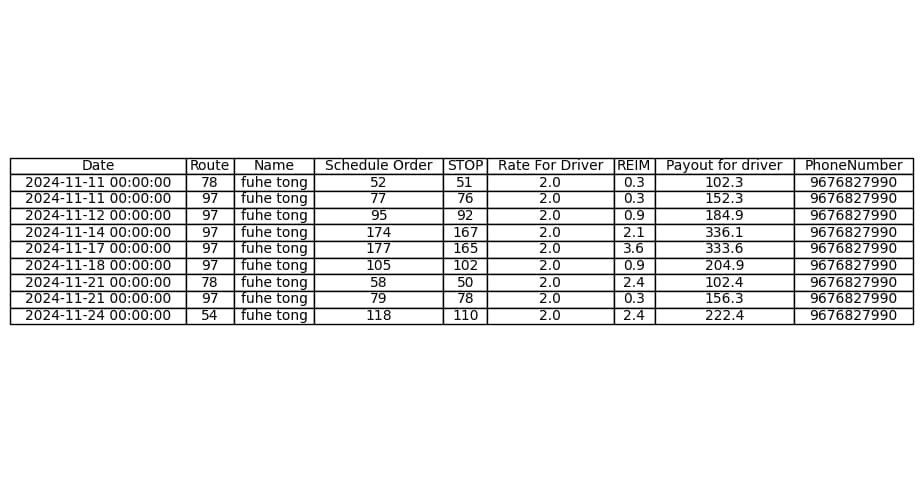 Date Route Name Schedule Order STOP Rate For Driver REIM Payout for driver PhoneNumber
2024-11-11 00:00:00 78 fuhe tong 52 51 2.0 0.3 102.3 9676827990
2024-11-11 00:00:00 97 fuhe tong 77 76 2.0 0.3 152.3 9676827990
2024-11-12 00:00:00 97 fuhe tong 95 92 2.0 0.9 184.9 9676827990
2024-11-14 00:00:00 97 fuhe tong 174 167 2.0 2.1 336.1 9676827990
2024-11-17 00:00:00 97 fuhe tong 177 165 2.0 3.6 333.6 9676827990
2024-11-18 00:00:00 97 fuhe tong 105 102 2.0 0.9 204.9 9676827990
2024-11-21 00:00:00 78 fuhe tong 58 50 2.0 2.4 102.4 9676827990
2024-11-21 00:00:00 97 fuhe tong 79 78 2.0 0.3 156.3 9676827990
2024-11-24 00:00:00 54 fuhe tong 118 110 2.0 2.4 222.4 9676827990